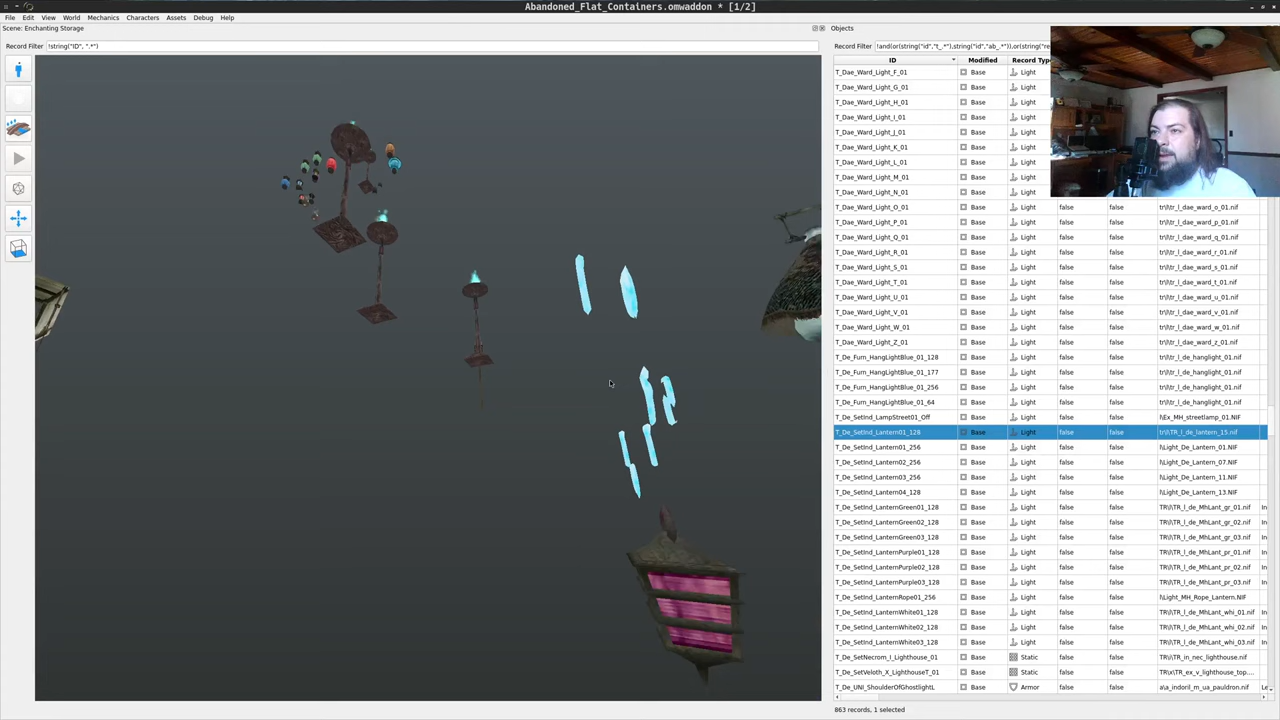 Abandoned_Flat_Containers.omwaddon * [1/2]
File Edit View World Mechanics Characters Assets Debug Help
Scene: Enchanting Storage
Record Filter !string("ID", ".*")
Objects
Record Filter !and(or(string("id","t_.*"),string("id","ab_.*")),or(string("re
ID Modified Record Type
T_Dae_Ward_Light_F_01 Base Light
T_Dae_Ward_Light_G_01 Base Light
T_Dae_Ward_Light_H_01 Base Light
T_Dae_Ward_Light_I_01 Base Light
T_Dae_Ward_Light_J_01 Base Light
T_Dae_Ward_Light_K_01 Base Light
T_Dae_Ward_Light_L_01 Base Light
T_Dae_Ward_Light_M_01 Base Light
T_Dae_Ward_Light_N_01 Base Light
T_Dae_Ward_Light_O_01 Base Light false false tr\l\tr_l_dae_ward_o_01.nif
T_Dae_Ward_Light_P_01 Base Light false false tr\l\tr_l_dae_ward_p_01.nif
T_Dae_Ward_Light_Q_01 Base Light false false tr\l\tr_l_dae_ward_q_01.nif
T_Dae_Ward_Light_R_01 Base Light false false tr\l\tr_l_dae_ward_r_01.nif
T_Dae_Ward_Light_S_01 Base Light false false tr\l\tr_l_dae_ward_s_01.nif
T_Dae_Ward_Light_T_01 Base Light false false tr\l\tr_l_dae_ward_t_01.nif
T_Dae_Ward_Light_U_01 Base Light false false tr\l\tr_l_dae_ward_u_01.nif
T_Dae_Ward_Light_V_01 Base Light false false tr\l\tr_l_dae_ward_v_01.nif
T_Dae_Ward_Light_W_01 Base Light false false tr\l\tr_l_dae_ward_w_01.nif
T_Dae_Ward_Light_Z_01 Base Light false false tr\l\tr_l_dae_ward_z_01.nif
T_De_Furn_HangLightBlue_01_128 Base Light false false tr\l\tr_l_de_hanglight_01.nif
T_De_Furn_HangLightBlue_01_177 Base Light false false tr\l\tr_l_de_hanglight_01.nif
T_De_Furn_HangLightBlue_01_256 Base Light false false tr\l\tr_l_de_hanglight_01.nif
T_De_Furn_HangLightBlue_01_64 Base Light false false tr\l\tr_l_de_hanglight_01.nif
T_De_SetInd_LampStreet01_Off Base Light false false l\Ex_MH_streetlamp_01.NIF
T_De_SetInd_Lantern01_128 Base Light false false tr\l\TR_l_de_lantern_15.nif
T_De_SetInd_Lantern01_256 Base Light false false l\Light_De_Lantern_01.NIF
T_De_SetInd_Lantern02_256 Base Light false false l\Light_De_Lantern_07.NIF
T_De_SetInd_Lantern03_256 Base Light false false l\Light_De_Lantern_11.NIF
T_De_SetInd_Lantern04_128 Base Light false false l\Light_De_Lantern_13.NIF
T_De_SetInd_LanternGreen01_128 Base Light false false TR\l\TR_l_de_MhLant_gr_01.nif In
T_De_SetInd_LanternGreen02_128 Base Light false false TR\l\TR_l_de_MhLant_gr_02.nif In
T_De_SetInd_LanternGreen03_128 Base Light false false TR\l\TR_l_de_MhLant_gr_03.nif In
T_De_SetInd_LanternPurple01_128 Base Light false false TR\l\TR_l_de_MhLant_pr_01.nif In
T_De_SetInd_LanternPurple02_128 Base Light false false TR\l\TR_l_de_MhLant_pr_02.nif In
T_De_SetInd_LanternPurple03_128 Base Light false false TR\l\TR_l_de_MhLant_pr_03.nif In
T_De_SetInd_LanternRope01_256 Base Light false false l\Light_MH_Rope_Lantern.NIF
T_De_SetInd_LanternWhite01_128 Base Light false false TR\l\TR_l_de_MhLant_whi_01.nif In
T_De_SetInd_LanternWhite02_128 Base Light false false TR\l\TR_l_de_MhLant_whi_02.nif In
T_De_SetInd_LanternWhite03_128 Base Light false false TR\l\TR_l_de_MhLant_whi_03.nif In
T_De_SetNecrom_I_Lighthouse_01 Base Static false false TR\i\TR_in_nec_lighthouse.nif
T_De_SetVeloth_X_LighthouseT_01 Base Static false false TR\x\TR_ex_v_lighthouse_top....
T_De_UNI_ShoulderOfGhostlightL Base Armor false false a\a_indoril_m_ua_pauldron.nif Le
863 records, 1 selected